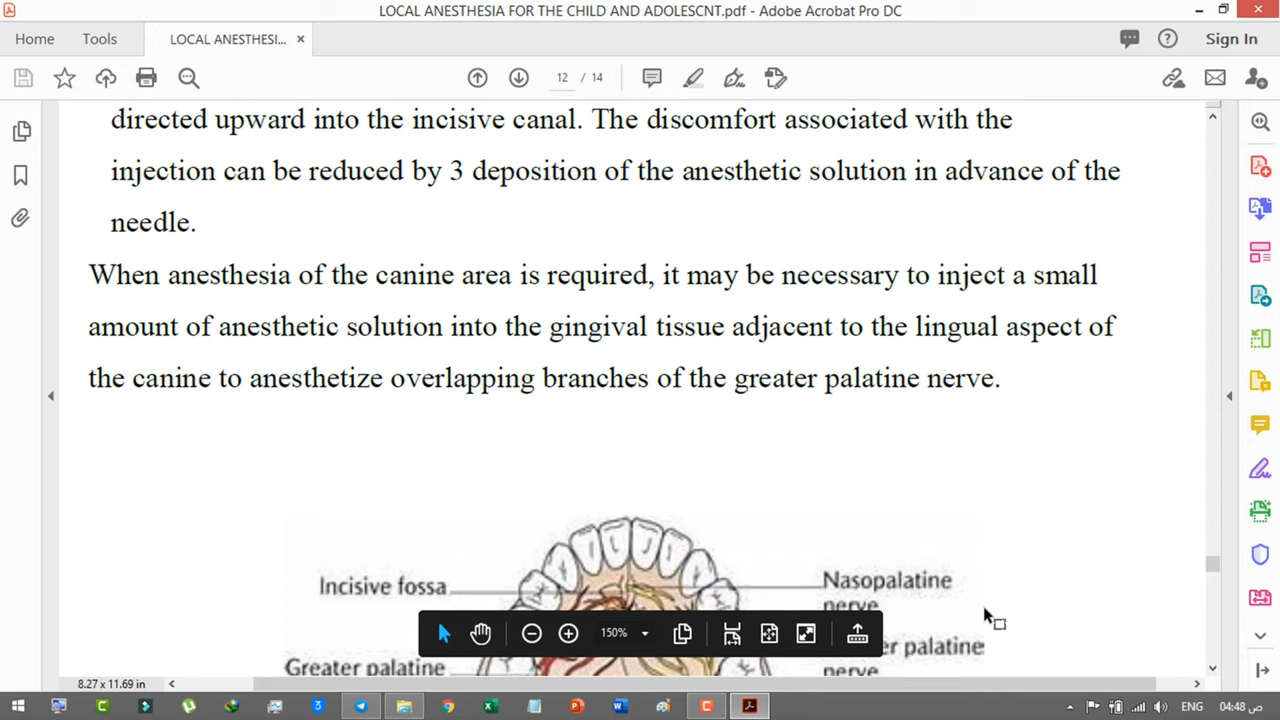 LOCAL ANESTHESIA FOR THE CHILD AND ADOLESCNT.pdf - Adobe Acrobat Pro DC
Home Tools LOCAL ANESTHESI... × Sign In
12 / 14
directed upward into the incisive canal. The discomfort associated with the
injection can be reduced by 3 deposition of the anesthetic solution in advance of the
needle.
When anesthesia of the canine area is required, it may be necessary to inject a small
amount of anesthetic solution into the gingival tissue adjacent to the lingual aspect of
the canine to anesthetize overlapping branches of the greater palatine nerve.
Incisive fossa
Nasopalatine
nerve
150%
er palatine
Greater palatine
nerve
8.27 x 11.69 in
ENG 04:48 ص